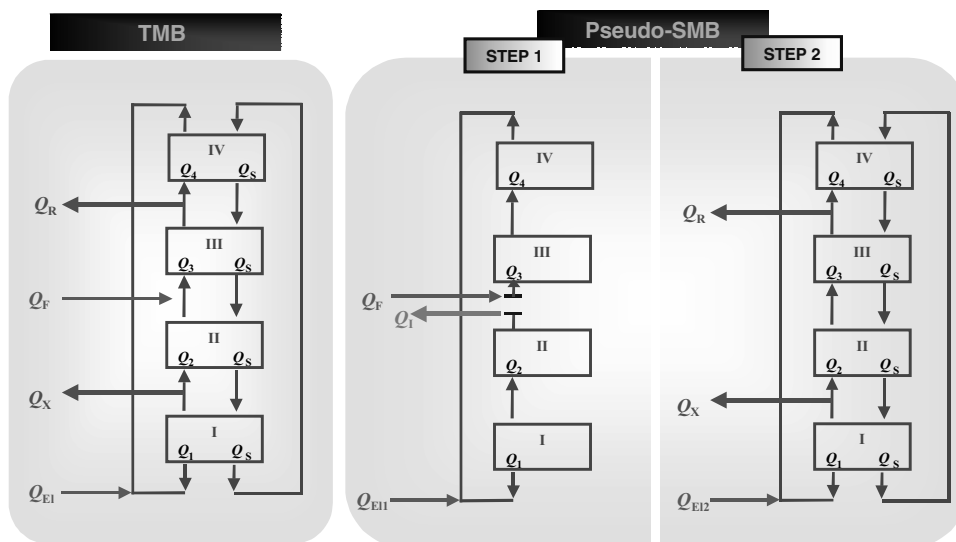 TMB
Pseudo-SMB
STEP 1
STEP 2
IV
Q4 QS
QR
III
Q3 QS
QF
II
Q2 QS
QX
I
Q1 QS
QEl
IV
Q4
III
Q3
QF
QI
II
Q2
I
Q1
QEl1
IV
Q4 QS
QR
III
Q3 QS
II
Q2 QS
QX
I
Q1 QS
QEl2